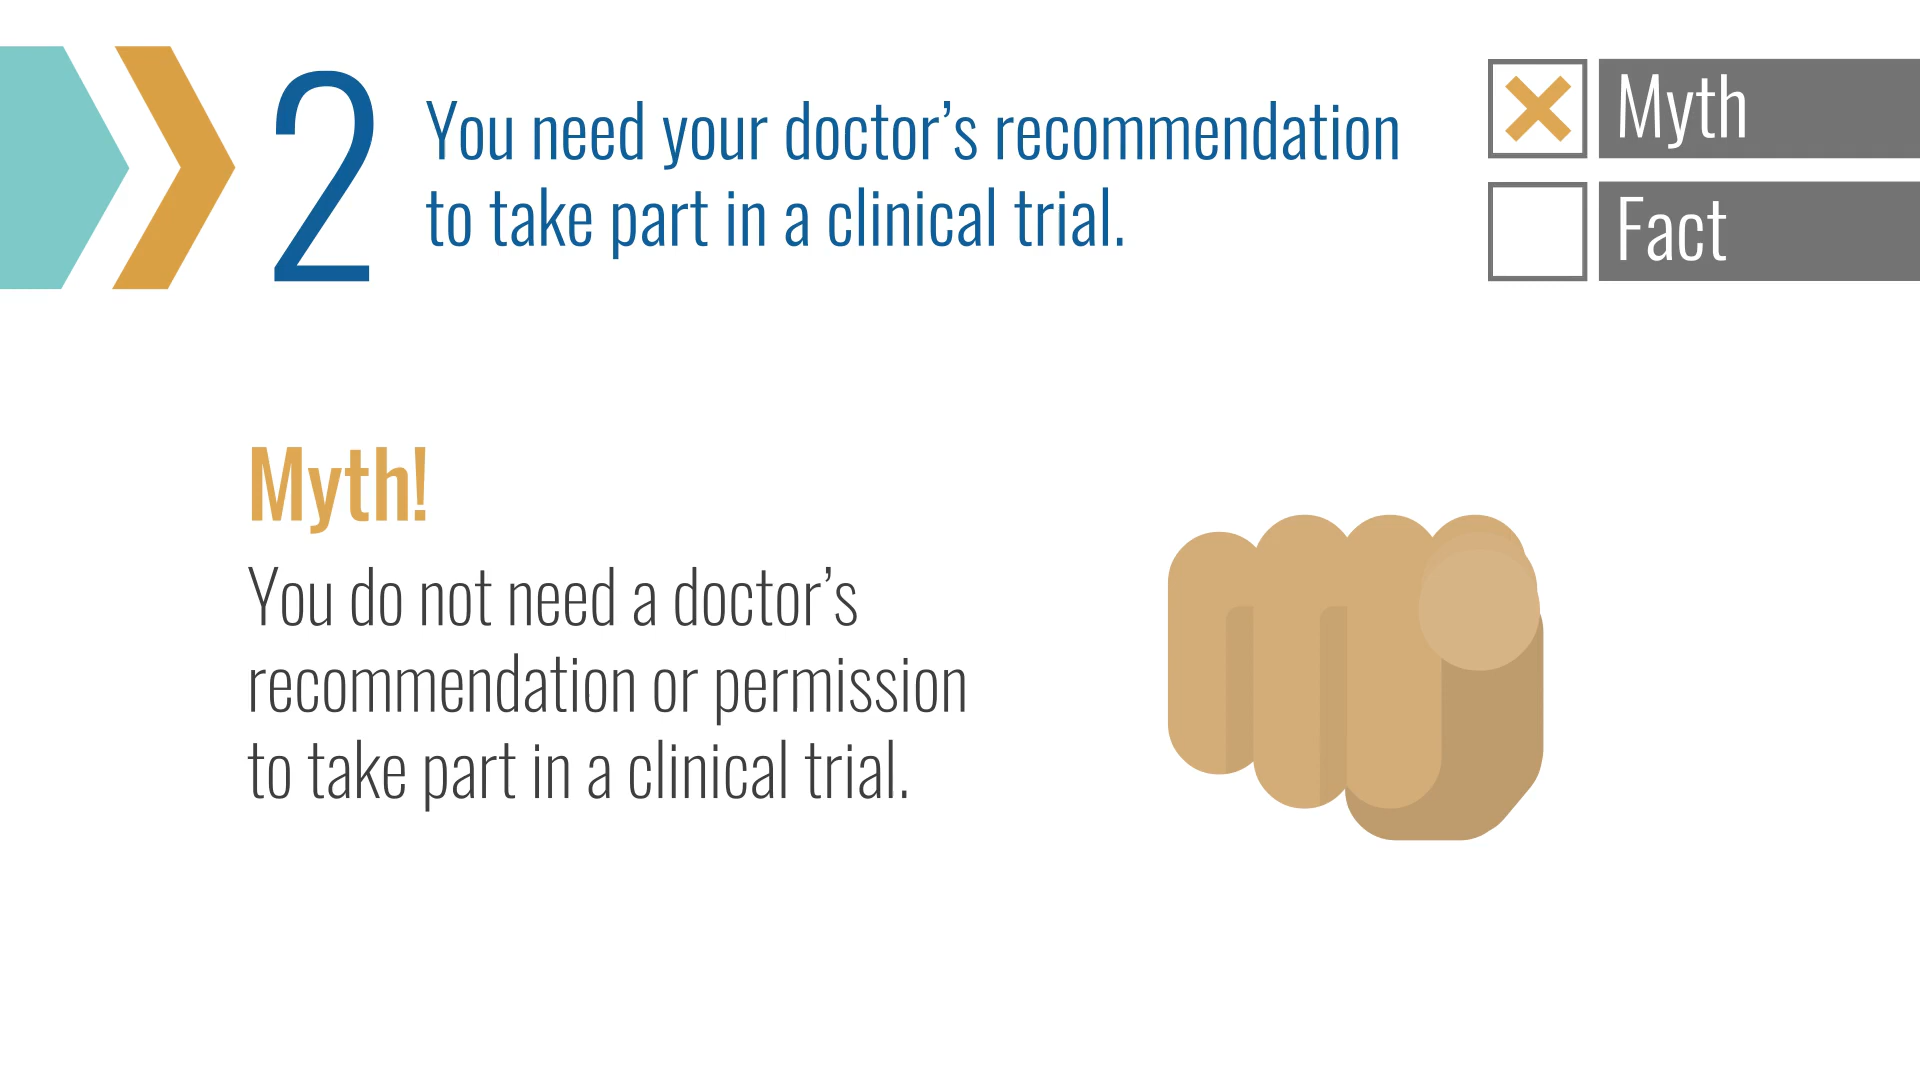 2
You need your doctor’s recommendation
to take part in a clinical trial.
Myth
Fact
Myth!
You do not need a doctor’s
recommendation or permission
to take part in a clinical trial.